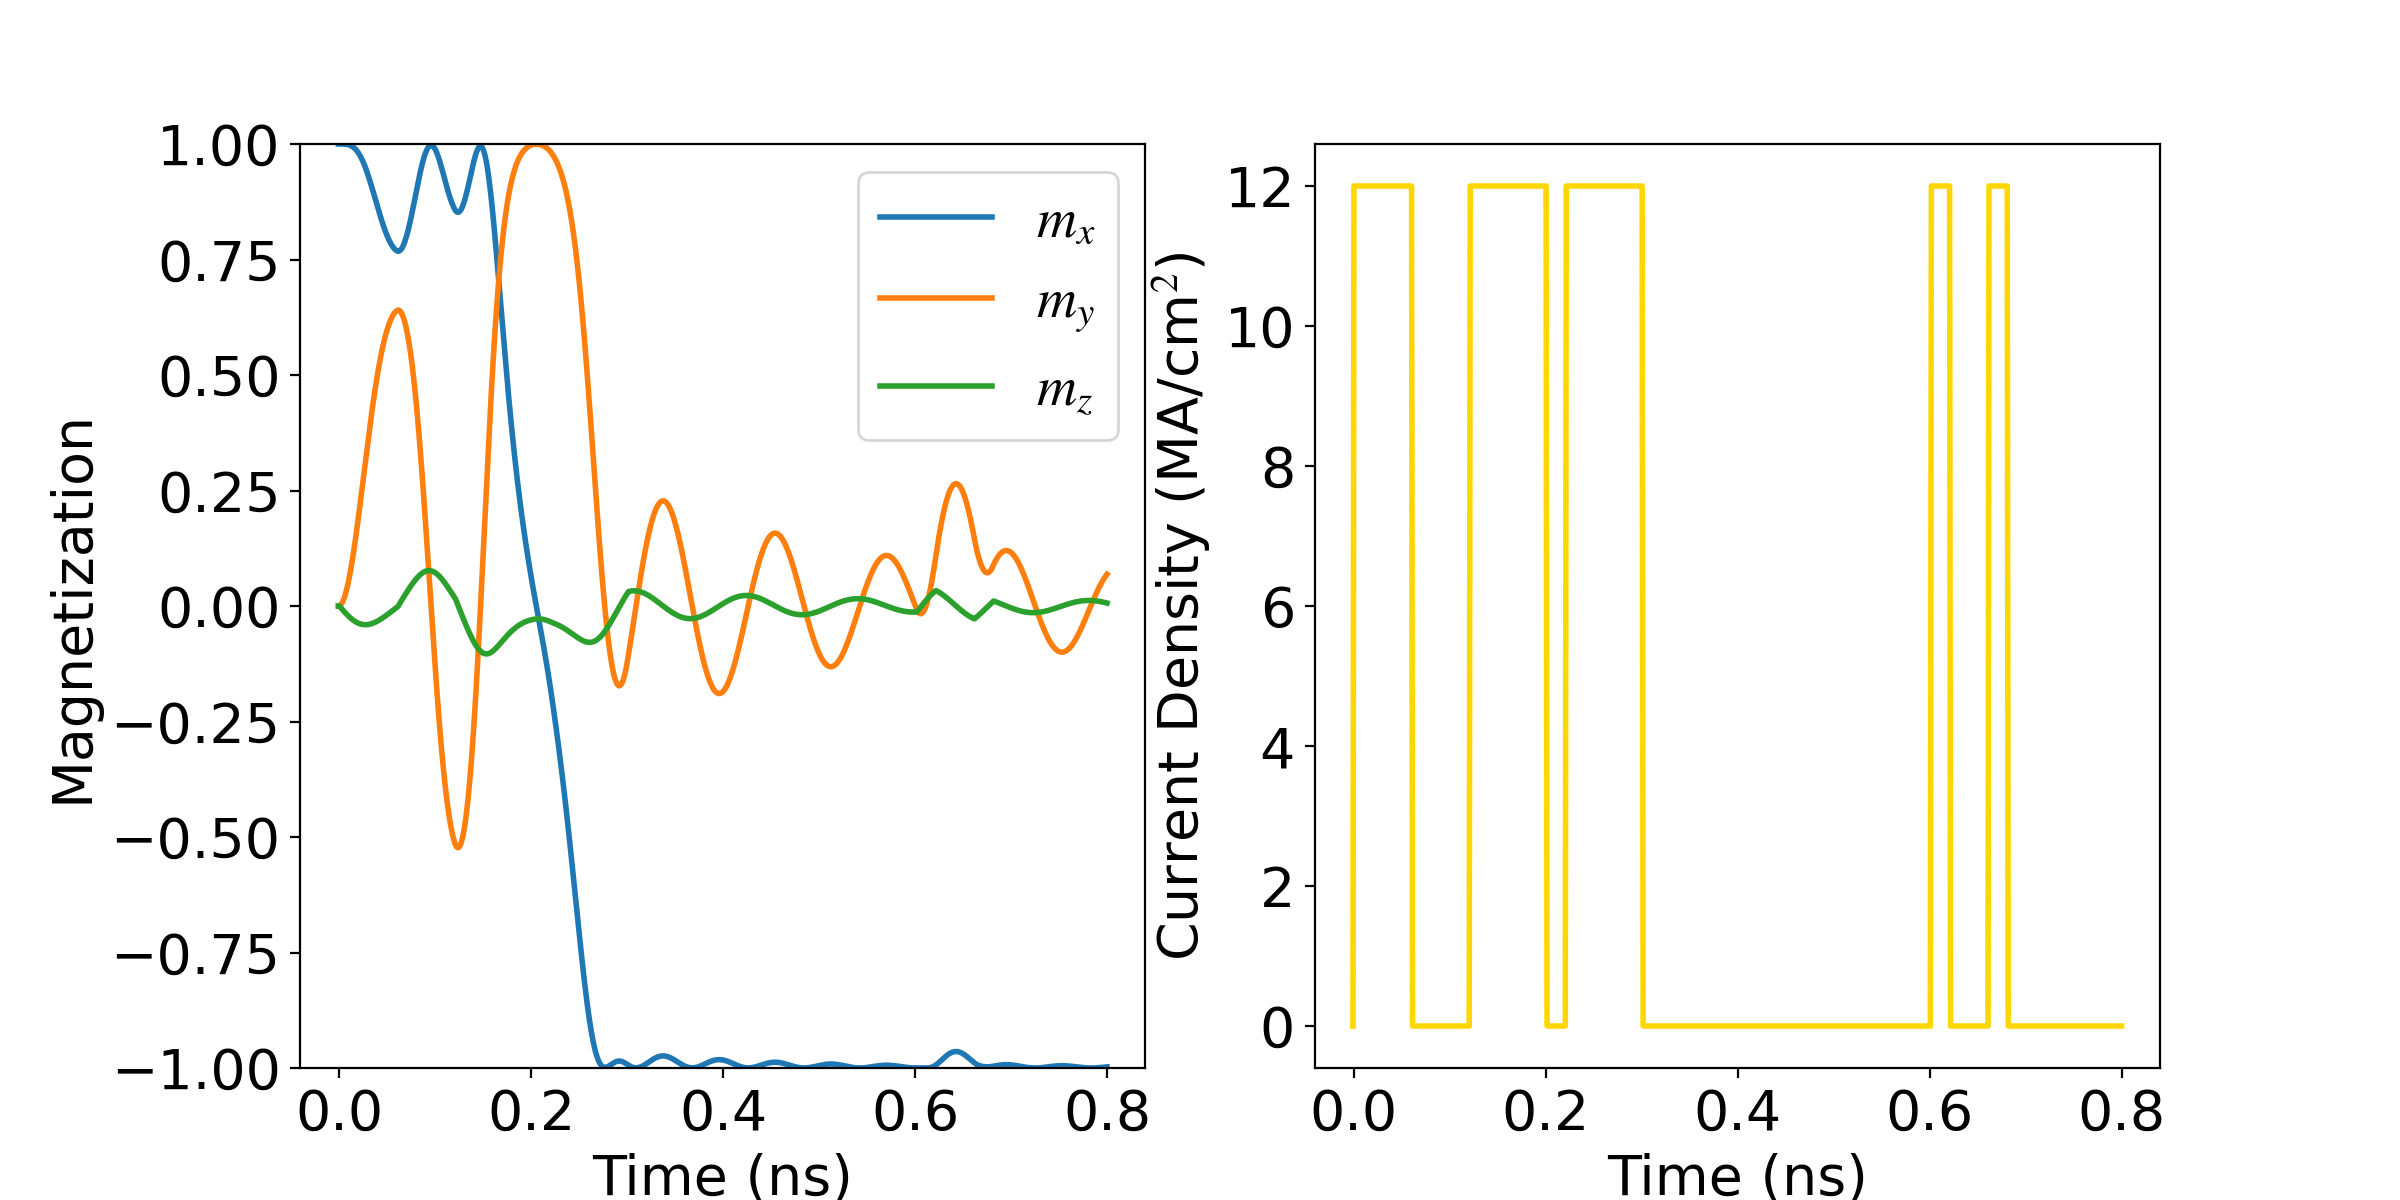 Magnetization
1.00
0.75
0.50
0.25
0.00
−0.25
−0.50
−0.75
−1.00
0.0 0.2 0.4 0.6 0.8
Time (ns)
m_x
m_y
m_z
Current Density (MA/cm²)
12
10
8
6
4
2
0
0.0 0.2 0.4 0.6 0.8
Time (ns)